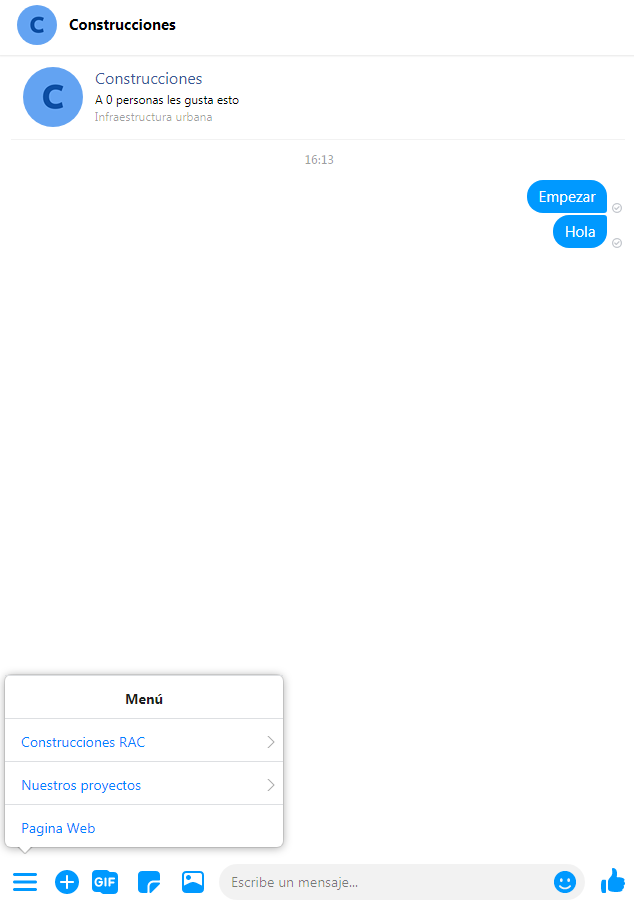 C Construcciones
C
Construcciones
A 0 personas les gusta esto
Infraestructura urbana
16:13
Empezar
Hola
Menú
Construcciones RAC
Nuestros proyectos
Pagina Web
GIF
Escribe un mensaje...